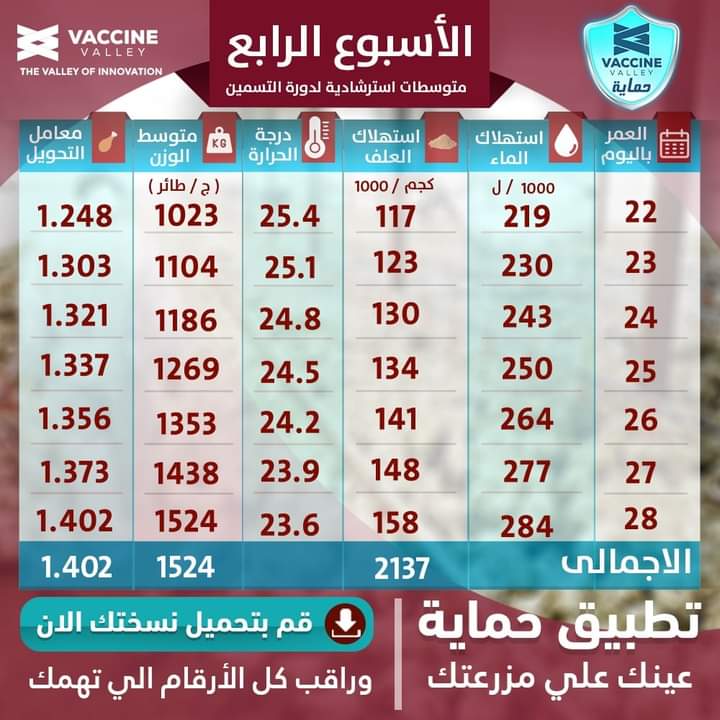 VACCINE
VALLEY
THE VALLEY OF INNOVATION
الأسبوع الرابع
متوسطات استرشادية لدورة التسمين
VACCINE
VALLEY
حماية
العمر باليوم | استهلاك الماء | استهلاك العلف | درجة الحرارة | متوسط الوزن KG | معامل التحويل
1000 / ل | كجم / 1000 | ( ج / طائر )
22 | 219 | 117 | 25.4 | 1023 | 1.248
23 | 230 | 123 | 25.1 | 1104 | 1.303
24 | 243 | 130 | 24.8 | 1186 | 1.321
25 | 250 | 134 | 24.5 | 1269 | 1.337
26 | 264 | 141 | 24.2 | 1353 | 1.356
27 | 277 | 148 | 23.9 | 1438 | 1.373
28 | 284 | 158 | 23.6 | 1524 | 1.402
الاجمالى | 2137 | 1524 | 1.402
تطبيق حماية
عينك علي مزرعتك
قم بتحميل نسختك الان
وراقب كل الأرقام الي تهمك